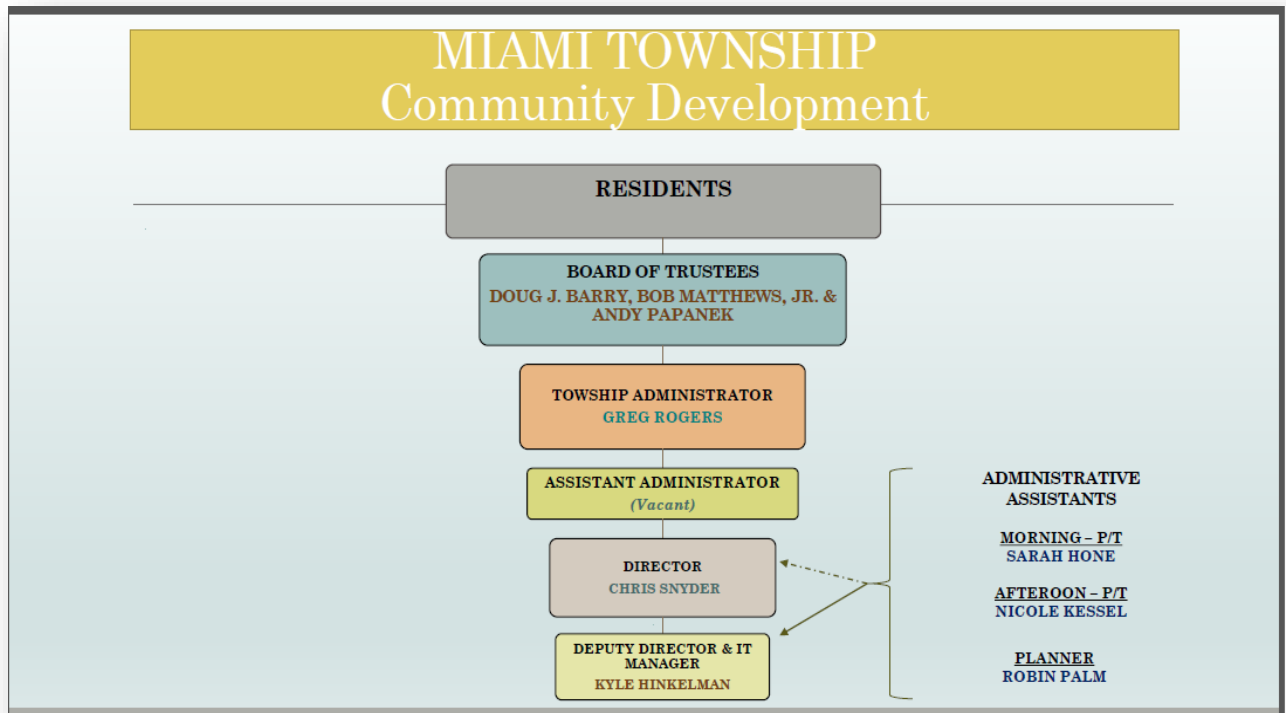 MIAMI TOWNSHIP
Community Development
RESIDENTS
BOARD OF TRUSTEES
DOUG J. BARRY, BOB MATTHEWS, JR. &
ANDY PAPANEK
TOWSHIP ADMINISTRATOR
GREG ROGERS
ASSISTANT ADMINISTRATOR
(Vacant)
DIRECTOR
CHRIS SNYDER
DEPUTY DIRECTOR & IT
MANAGER
KYLE HINKELMAN
ADMINISTRATIVE
ASSISTANTS
MORNING – P/T
SARAH HONE
AFTEROON – P/T
NICOLE KESSEL
PLANNER
ROBIN PALM